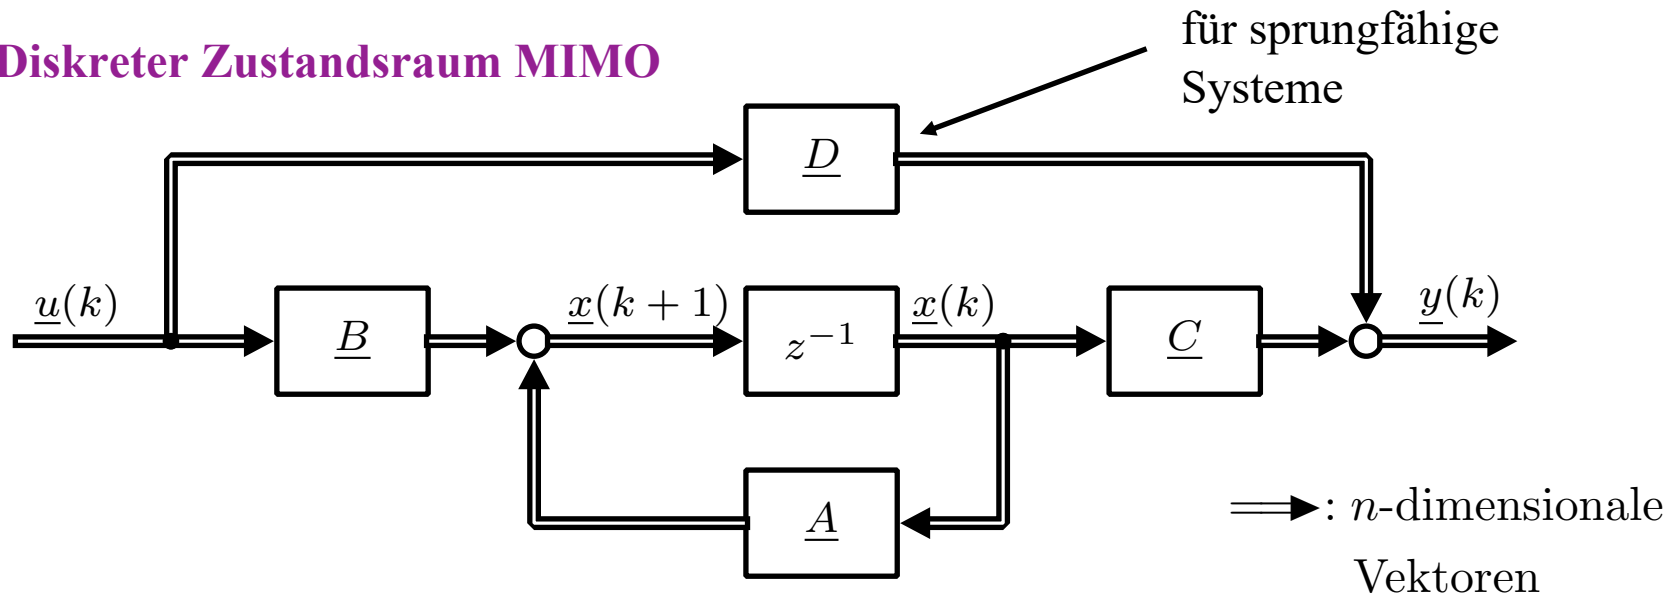 für sprungfähige
Systeme
Diskreter Zustandsraum MIMO
D
u(k)
B
x(k + 1)
z⁻¹
x(k)
C
y(k)
A
: n-dimensionale
Vektoren